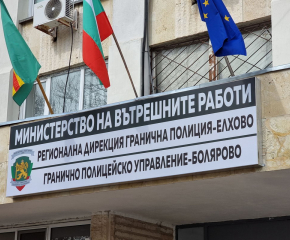 МИНИСТЕРСТВО НА ВЪТРЕШНИТЕ РАБОТИ
РЕГИОНАЛНА ДИРЕКЦИЯ ГРАНИЧНА ПОЛИЦИЯ-ЕЛХОВО
ГРАНИЧНО ПОЛИЦЕЙСКО УПРАВЛЕНИЕ-БОЛЯРОВО